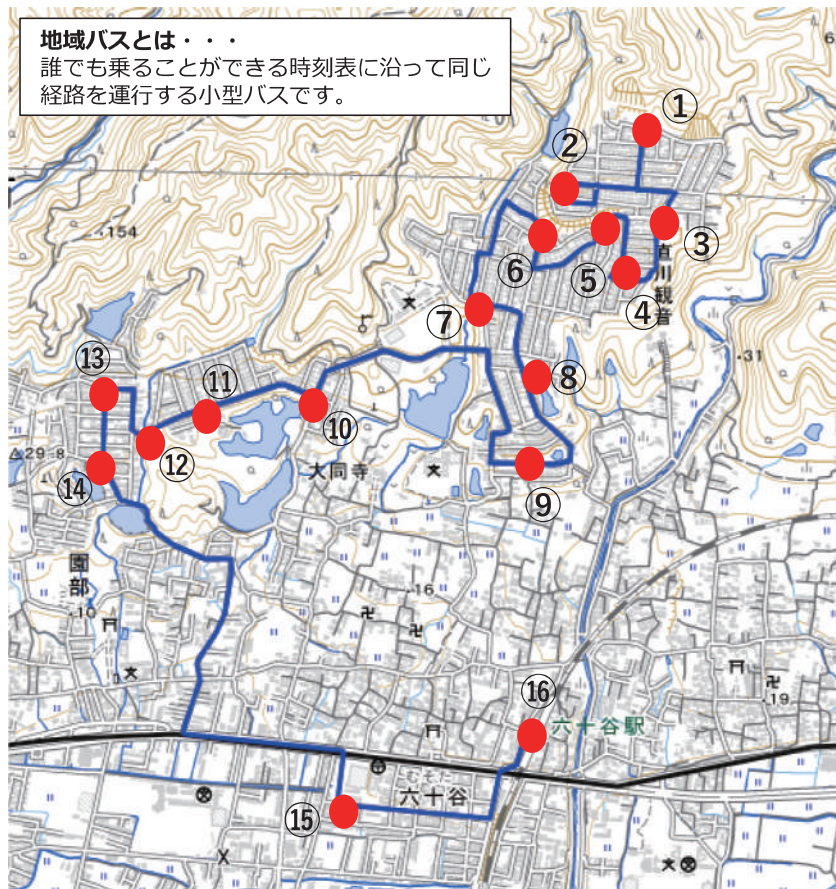 地域バスとは・・・
誰でも乗ることができる時刻表に沿って同じ
経路を運行する小型バスです。
①
②
③
直川観音
④
⑤
⑥
⑦
⑧
⑨
⑩
⑪
⑫
⑬
⑭
⑮
⑯
・154
・31
29・8
大同寺
園部
・10
・16
・19
六十谷駅
むそた
六十谷